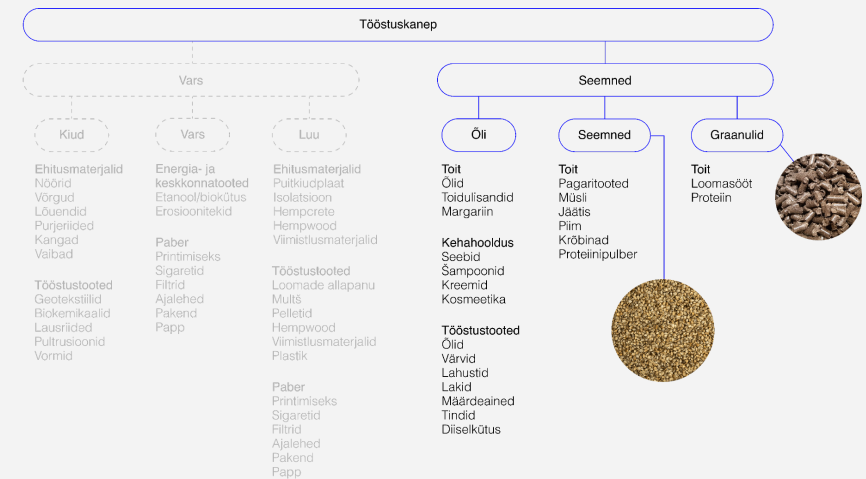 Tööstuskanep
Vars
Seemned
Kiud
Vars
Luu
Õli
Seemned
Graanulid
Ehitusmaterjalid
Nöörid
Võrgud
Lõuendid
Purjeriided
Kangad
Vaibad
Tööstustooted
Geotekstiilid
Biokemikaalid
Lausriided
Pultrusioonid
Vormid
Energia- ja
keskkonnatooted
Etanool/biokütus
Erosioonitekid
Paber
Printimiseks
Sigaretid
Filtrid
Ajalehed
Pakend
Papp
Ehitusmaterjalid
Puitkiudplaat
Isolatsioon
Hempcrete
Hempwood
Viimistlusmaterjalid
Tööstustooted
Loomade allapanu
Multš
Pelletid
Hempwood
Viimistlusmaterjalid
Plastik
Paber
Printimiseks
Sigaretid
Filtrid
Ajalehed
Pakend
Papp
Toit
Õlid
Toidulisandid
Margariin
Kehahooldus
Seebid
Šampoonid
Kreemid
Kosmeetika
Tööstustooted
Õlid
Värvid
Lahustid
Lakid
Määrdeained
Tindid
Diiselkütus
Toit
Pagaritooted
Müsli
Jäätis
Piim
Krõbinad
Proteiinipulber
Toit
Loomasööt
Proteiin